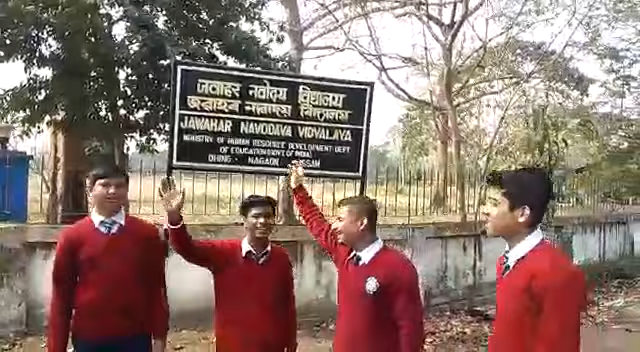 जवाहर नवोदय विद्यालय
জৱাহৰ নৱোদয় বিদ্যালয়
JAWAHAR NAVODAYA VIDYALAYA
MINISTRY OF HUMAN RESOURCE DEVELOPMENT DEPT.
OF EDUCATION (GOVT. OF INDIA)
DHING NAGAON ASSAM